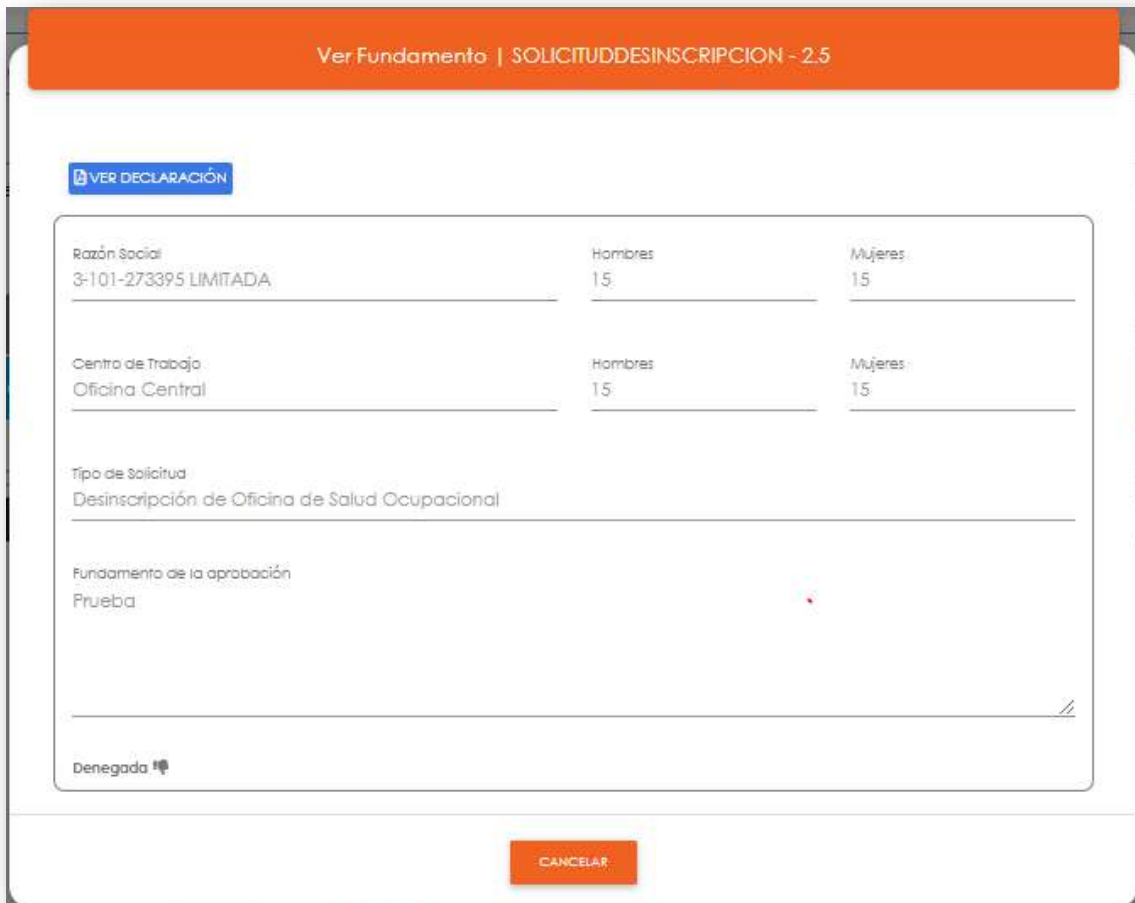 Ver Fundamento | SOLICITUDDESINSCRIPCION - 2.5
VER DECLARACIÓN
Razón Social Hombres Mujeres
3-101-273395 LIMITADA 15 15
Centro de Trabajo Hombres Mujeres
Oficina Central 15 15
Tipo de Solicitud
Desinscripción de Oficina de Salud Ocupacional
Fundamento de la aprobación
Prueba
Denegada
CANCELAR